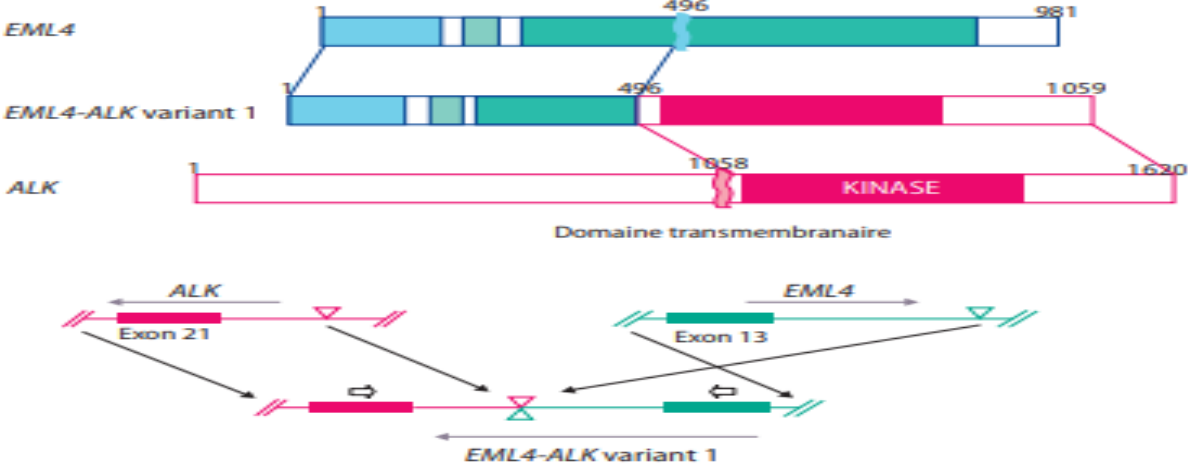 1 496 981
EML4
1 496 1059
EML4-ALK variant 1
1 1058 1620
ALK KINASE
Domaine transmembranaire
ALK EML4
Exon 21 Exon 13
EML4-ALK variant 1